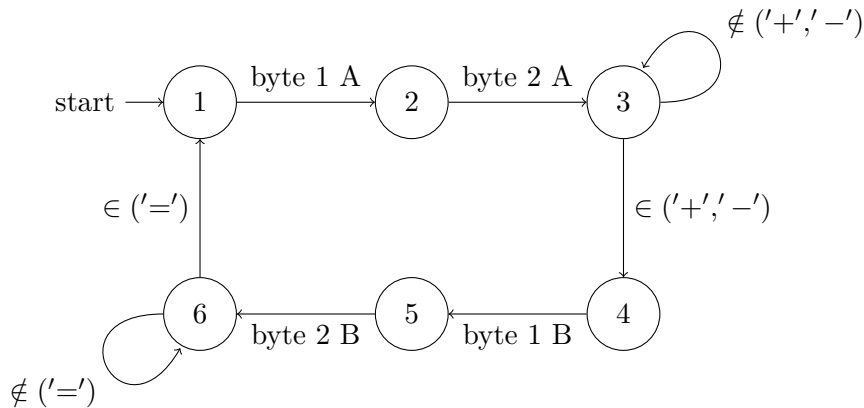 ∉ ('+','−')
byte 1 A byte 2 A
start 1 2 3
∈ ('=') ∈ ('+','−')
6 5 4
byte 2 B byte 1 B
∉ ('=')